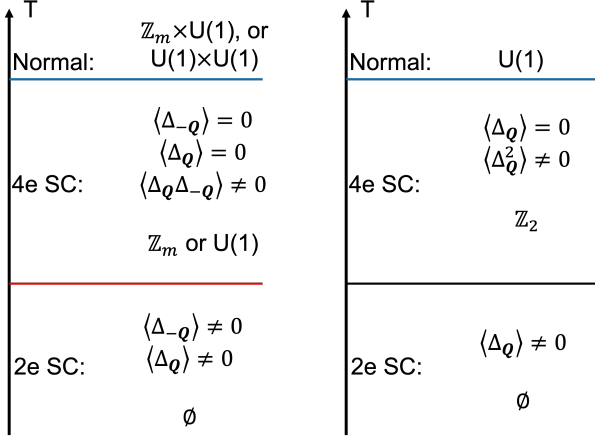 T
ℤₘ×U(1), or
Normal: U(1)×U(1)
⟨Δ₋𝑸⟩ = 0
⟨Δ𝑸⟩ = 0
4e SC: ⟨Δ𝑸Δ₋𝑸⟩ ≠ 0
ℤₘ or U(1)
⟨Δ₋𝑸⟩ ≠ 0
2e SC: ⟨Δ𝑸⟩ ≠ 0
∅
T
Normal: U(1)
⟨Δ𝑸⟩ = 0
⟨Δ²𝑸⟩ ≠ 0
4e SC:
ℤ₂
2e SC: ⟨Δ𝑸⟩ ≠ 0
∅